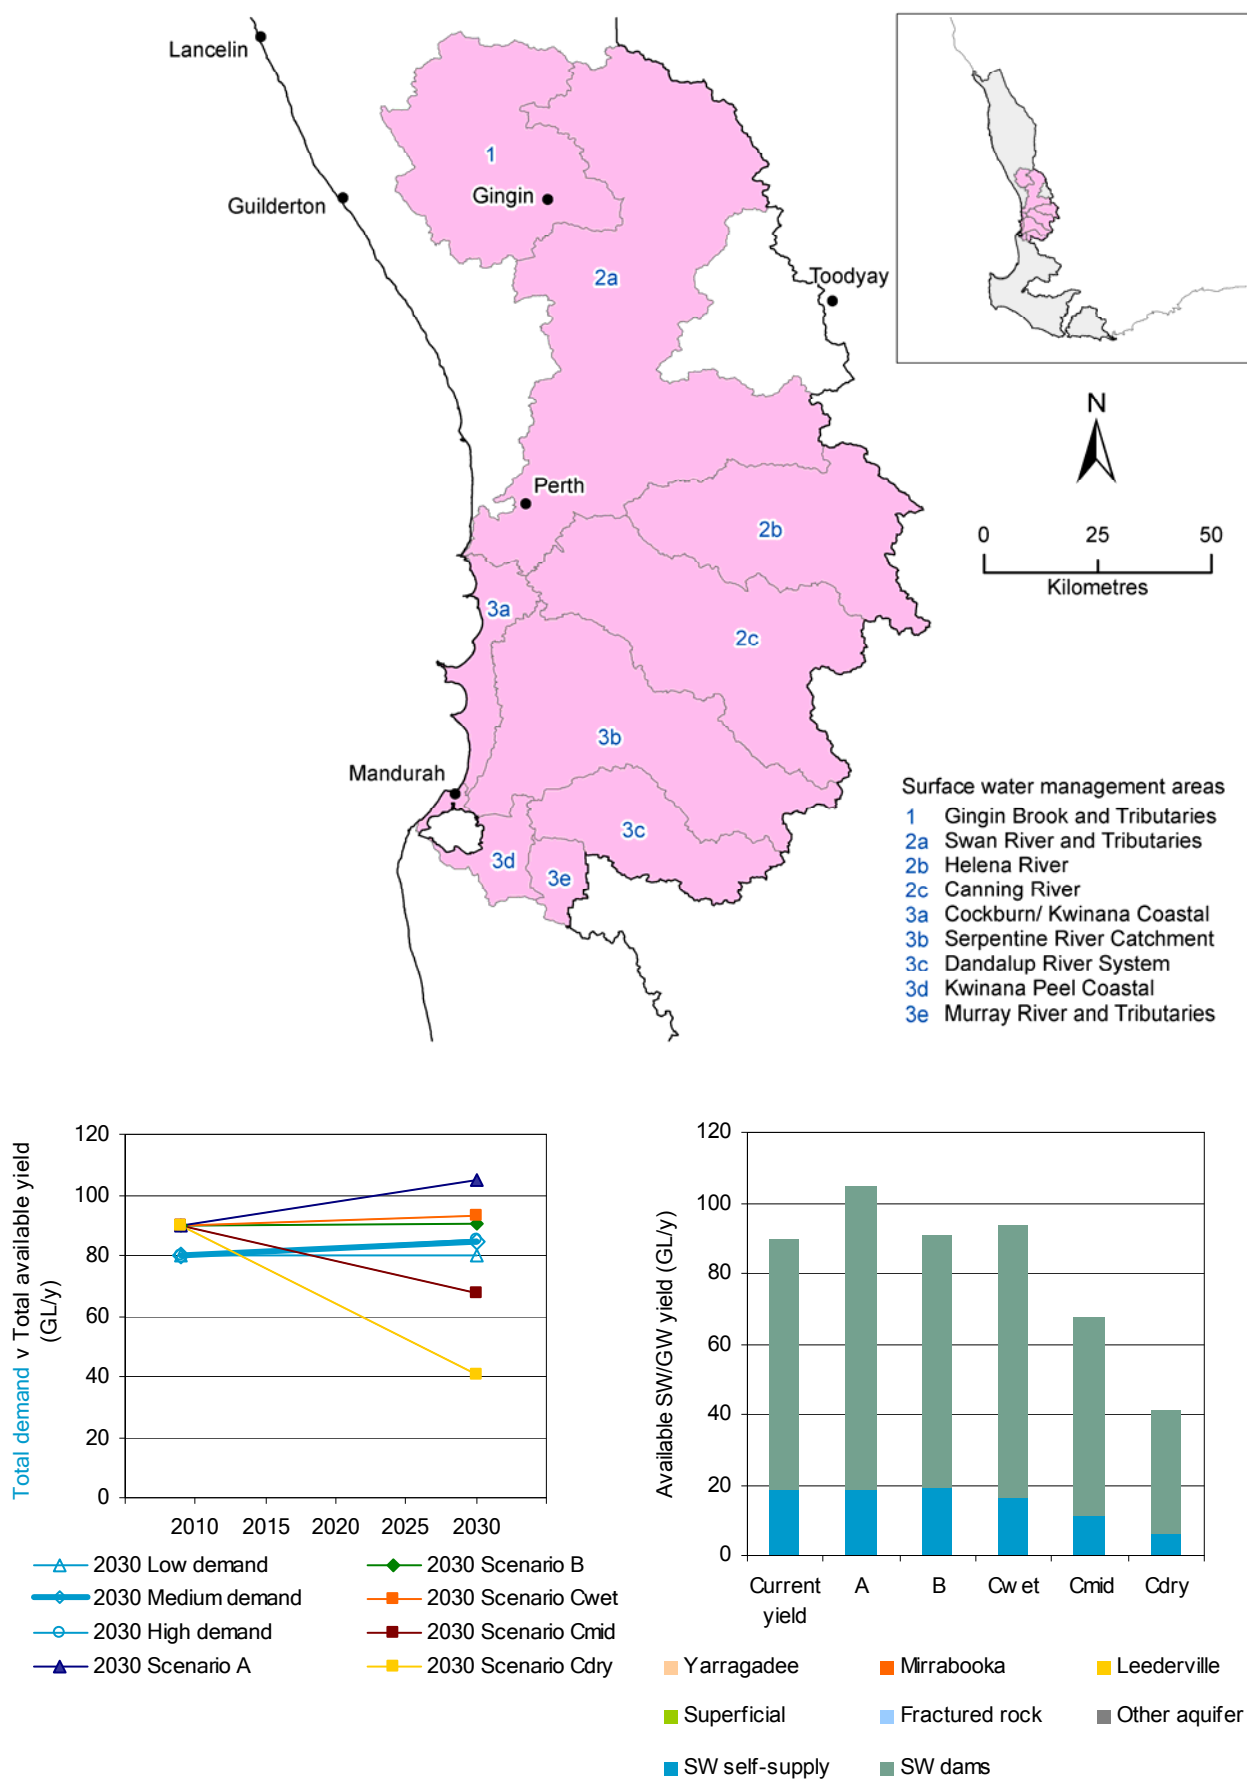 Lancelin
1
Gingin
Guilderton
2a
Toodyay
N
Perth
2b
0 25 50
Kilometres
3a
2c
3b
Mandurah
3c
3d
3e
Surface water management areas
1 Gingin Brook and Tributaries
2a Swan River and Tributaries
2b Helena River
2c Canning River
3a Cockburn/ Kwinana Coastal
3b Serpentine River Catchment
3c Dandalup River System
3d Kwinana Peel Coastal
3e Murray River and Tributaries
Total demand v Total available yield
(GL/y)
120
100
80
60
40
20
0
2010 2015 2020 2025 2030
2030 Low demand
2030 Medium demand
2030 High demand
2030 Scenario A
2030 Scenario B
2030 Scenario Cwet
2030 Scenario Cmid
2030 Scenario Cdry
Available SW/GW yield (GL/y)
120
100
80
60
40
20
0
Current
yield
A
B
Cwet
Cmid
Cdry
Yarragadee
Mirrabooka
Leederville
Superficial
Fractured rock
Other aquifer
SW self-supply
SW dams